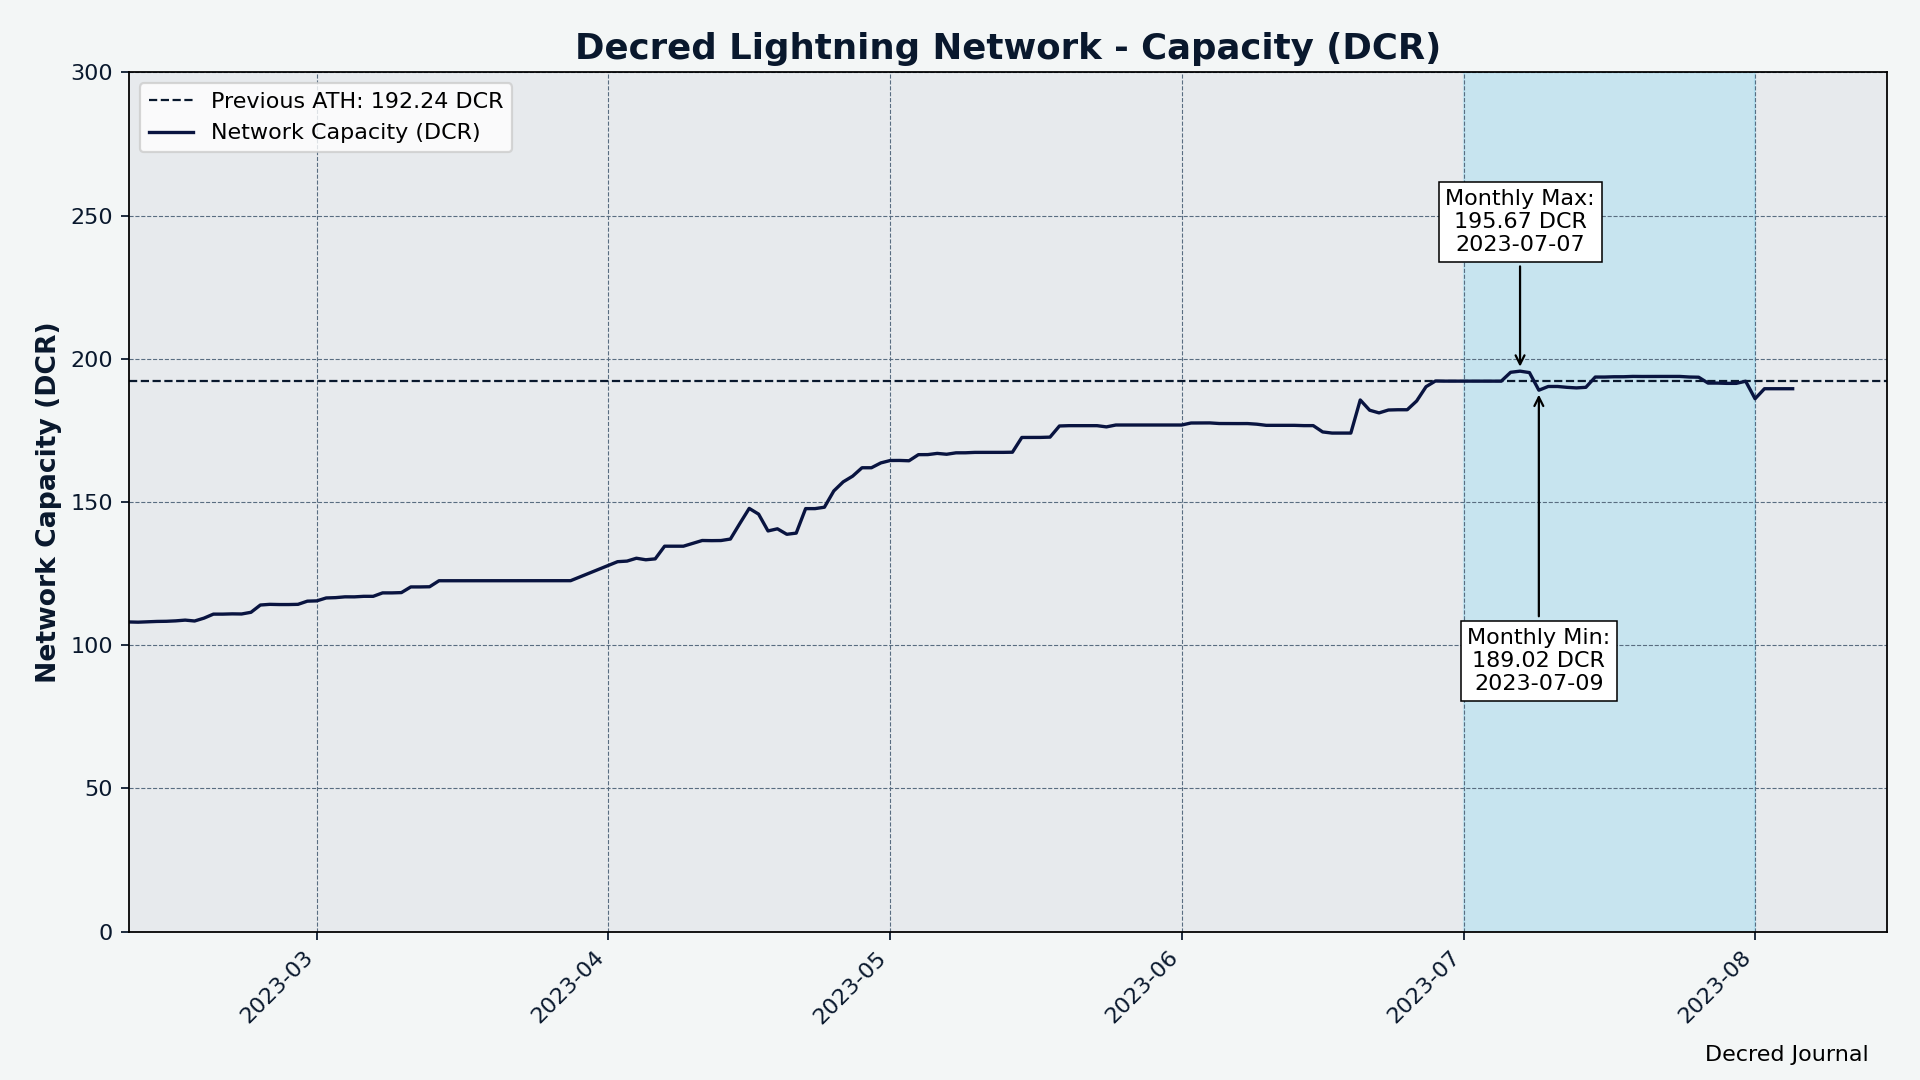 Decred Lightning Network - Capacity (DCR)
Previous ATH: 192.24 DCR
Network Capacity (DCR)
Network Capacity (DCR)
300
250
200
150
100
50
0
Monthly Max:
195.67 DCR
2023-07-07
Monthly Min:
189.02 DCR
2023-07-09
2023-03
2023-04
2023-05
2023-06
2023-07
2023-08
Decred Journal